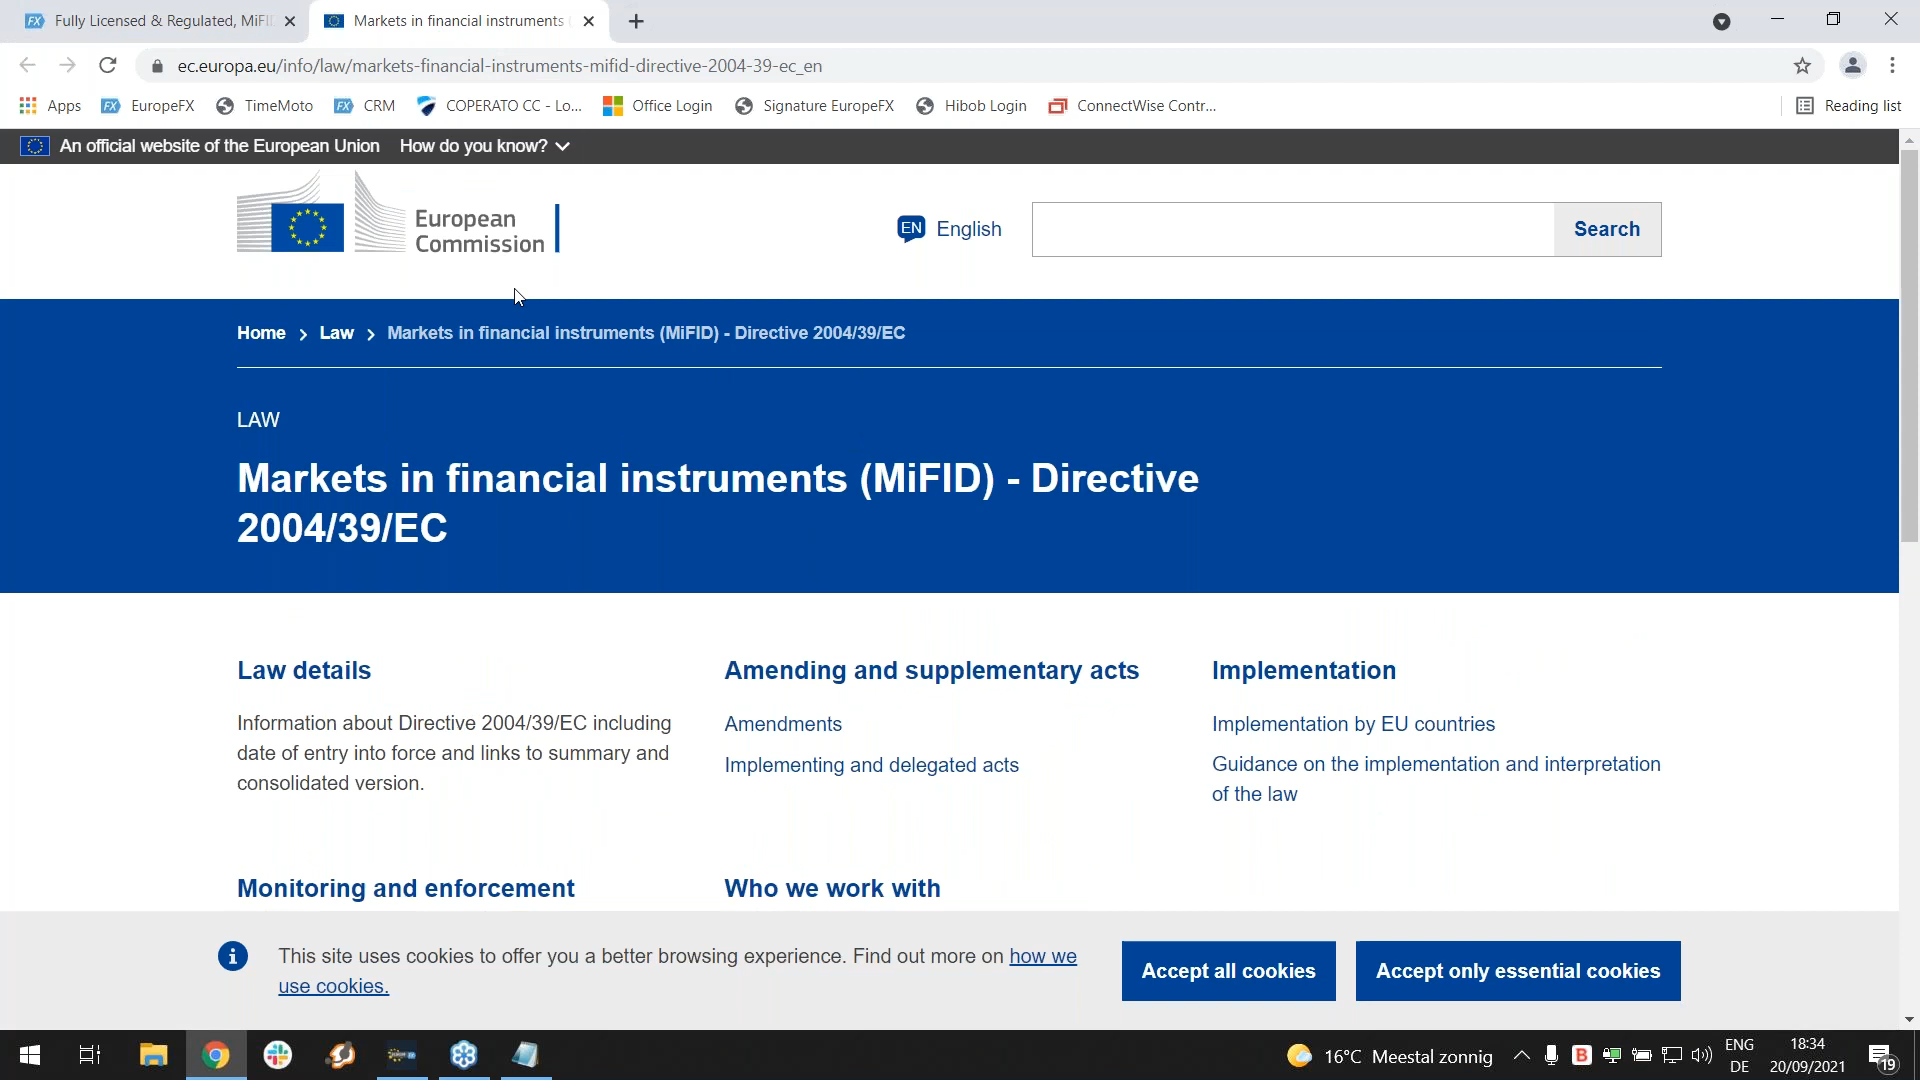 Fully Licensed & Regulated, MiFI
Markets in financial instruments (
ec.europa.eu/info/law/markets-financial-instruments-mifid-directive-2004-39-ec_en
Apps EuropeFX TimeMoto CRM COPERATO CC - Lo... Office Login Signature EuropeFX Hibob Login ConnectWise Contr... Reading list
An official website of the European Union How do you know?
European
Commission
EN English
Search
Home > Law > Markets in financial instruments (MiFID) - Directive 2004/39/EC
LAW
Markets in financial instruments (MiFID) - Directive
2004/39/EC
Law details
Information about Directive 2004/39/EC including
date of entry into force and links to summary and
consolidated version.
Amending and supplementary acts
Amendments
Implementing and delegated acts
Implementation
Implementation by EU countries
Guidance on the implementation and interpretation
of the law
Monitoring and enforcement
Who we work with
This site uses cookies to offer you a better browsing experience. Find out more on how we
use cookies.
Accept all cookies
Accept only essential cookies
16°C Meestal zonnig
ENG
DE
18:34
20/09/2021
19